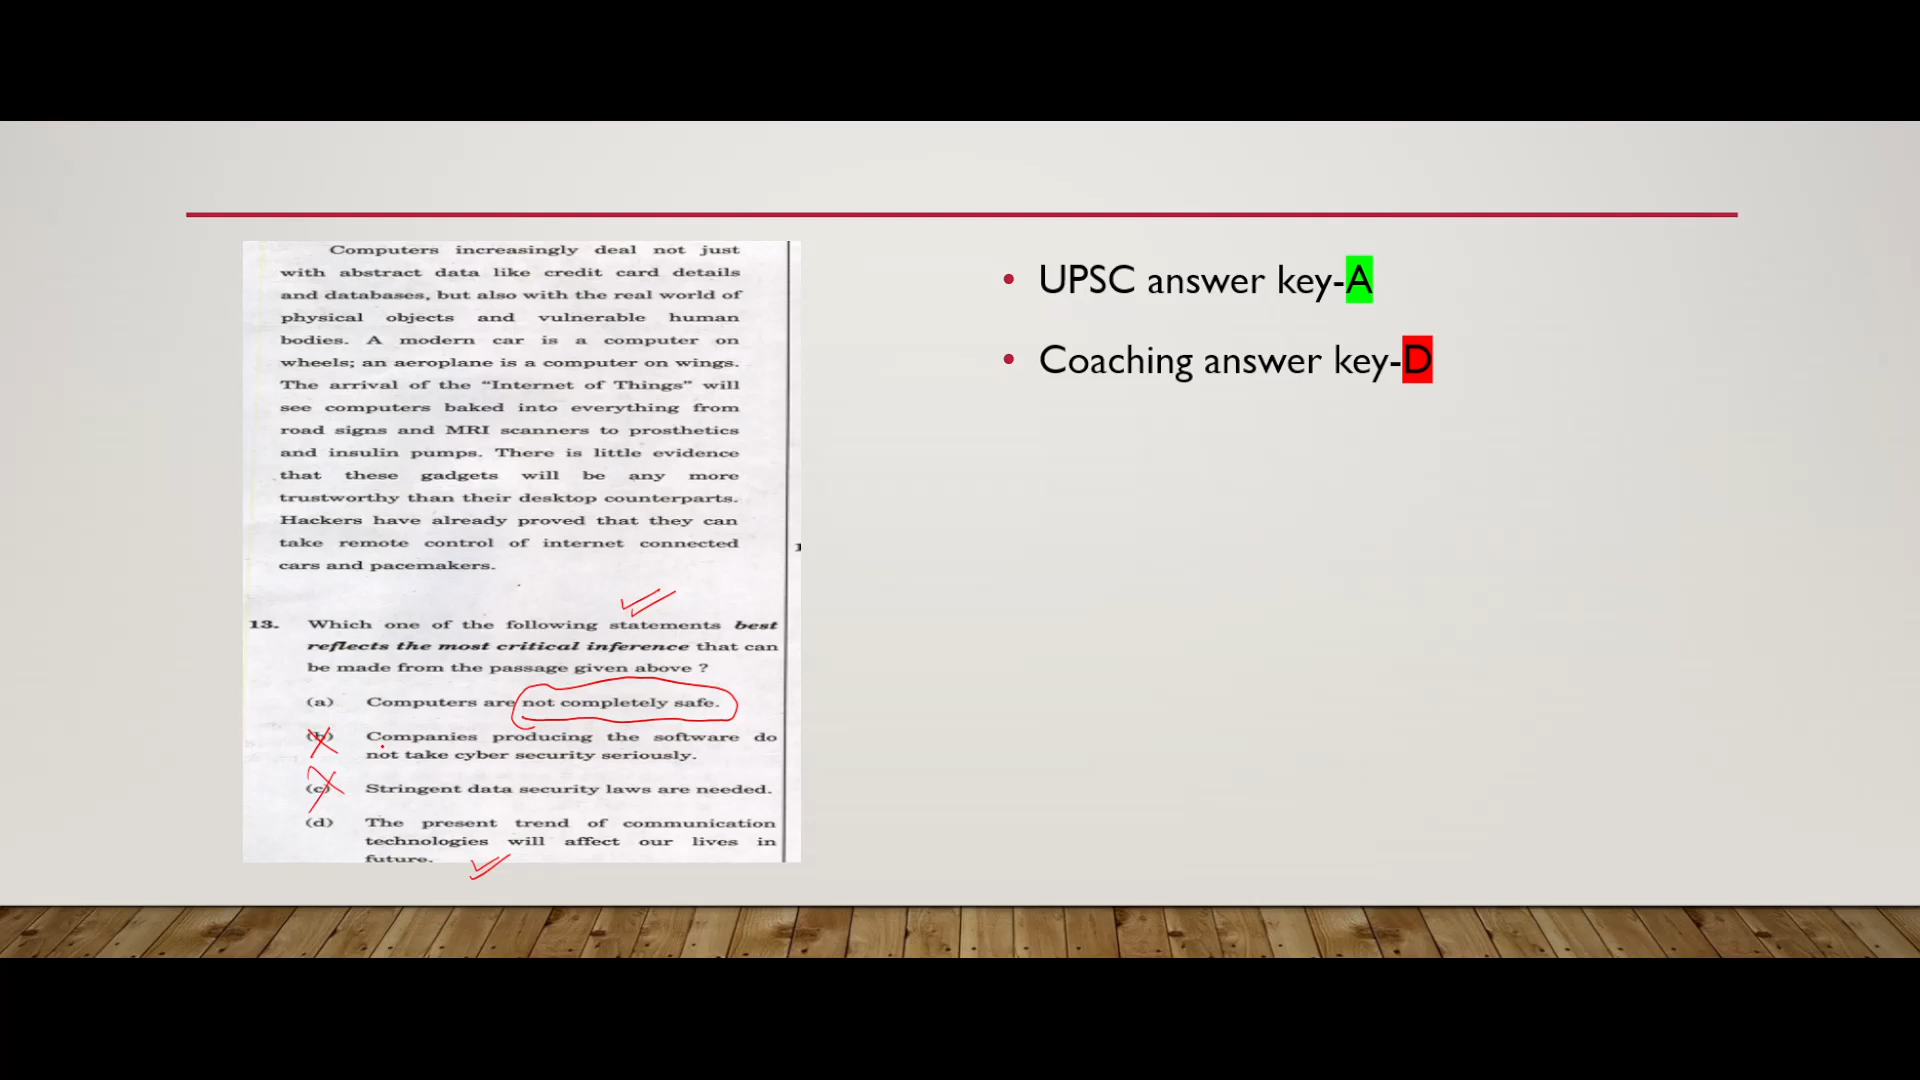 Computers increasingly deal not just
with abstract data like credit card details
and databases, but also with the real world of
physical objects and vulnerable human
bodies. A modern car is a computer on
wheels; an aeroplane is a computer on wings.
The arrival of the “Internet of Things” will
see computers baked into everything from
road signs and MRI scanners to prosthetics
and insulin pumps. There is little evidence
that these gadgets will be any more
trustworthy than their desktop counterparts.
Hackers have already proved that they can
take remote control of internet connected
cars and pacemakers.
13. Which one of the following statements best
reflects the most critical inference that can
be made from the passage given above ?
(a) Computers are not completely safe.
(b) Companies producing the software do
not take cyber security seriously.
(c) Stringent data security laws are needed.
(d) The present trend of communication
technologies will affect our lives in
future.
• UPSC answer key-A
• Coaching answer key-D